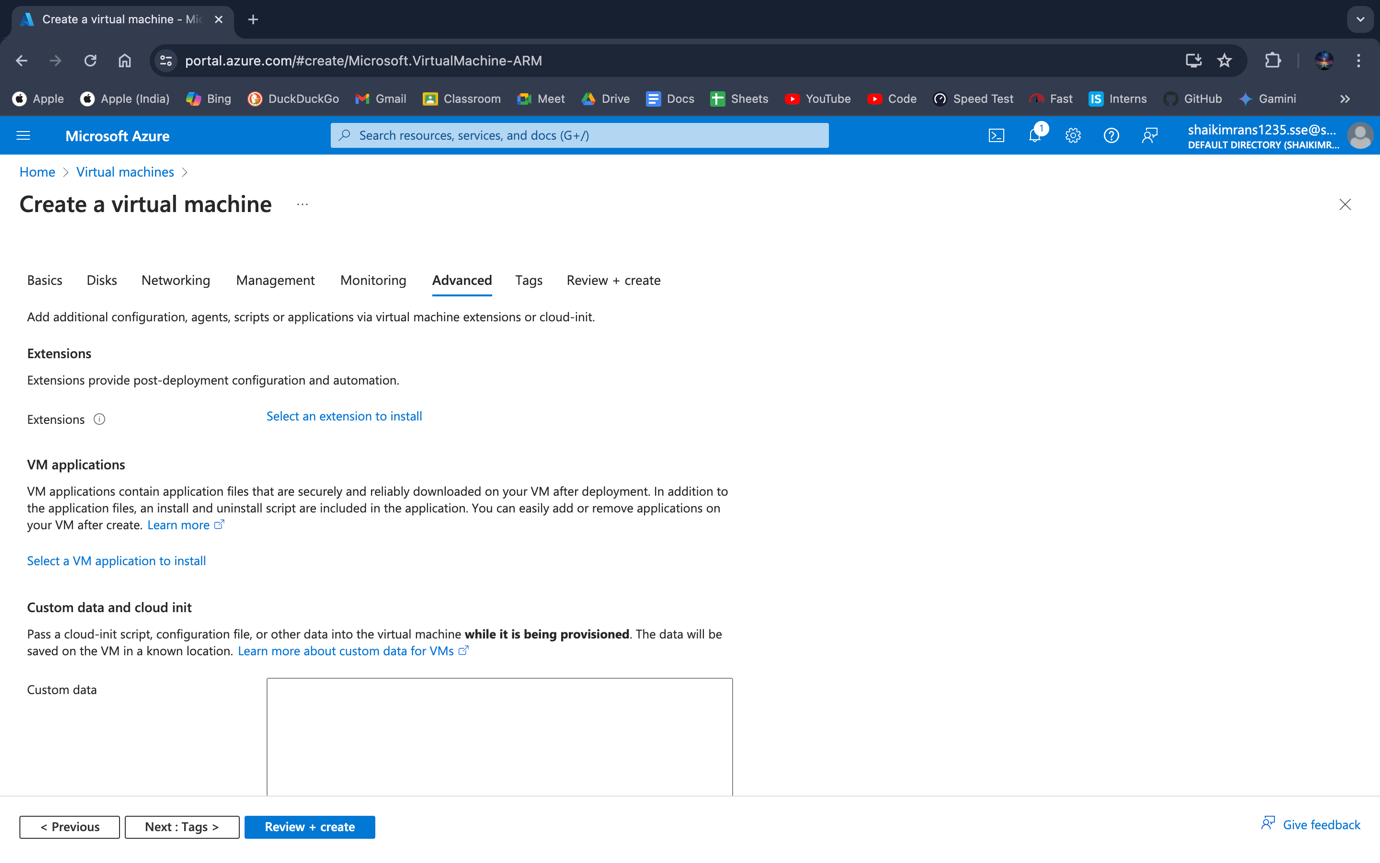 Create a virtual machine - Mic
portal.azure.com/#create/Microsoft.VirtualMachine-ARM
Apple
Apple (India)
Bing
DuckDuckGo
Gmail
Classroom
Meet
Drive
Docs
Sheets
YouTube
Code
Speed Test
Fast
IS Interns
GitHub
Gamini
Microsoft Azure
Search resources, services, and docs (G+/)
1
shaikimrans1235.sse@s...
DEFAULT DIRECTORY (SHAIKIMR...
Home > Virtual machines >
Create a virtual machine ...
Basics
Disks
Networking
Management
Monitoring
Advanced
Tags
Review + create
Add additional configuration, agents, scripts or applications via virtual machine extensions or cloud-init.
Extensions
Extensions provide post-deployment configuration and automation.
Extensions
Select an extension to install
VM applications
VM applications contain application files that are securely and reliably downloaded on your VM after deployment. In addition to
the application files, an install and uninstall script are included in the application. You can easily add or remove applications on
your VM after create. Learn more
Select a VM application to install
Custom data and cloud init
Pass a cloud-init script, configuration file, or other data into the virtual machine while it is being provisioned. The data will be
saved on the VM in a known location. Learn more about custom data for VMs
Custom data
< Previous
Next : Tags >
Review + create
Give feedback